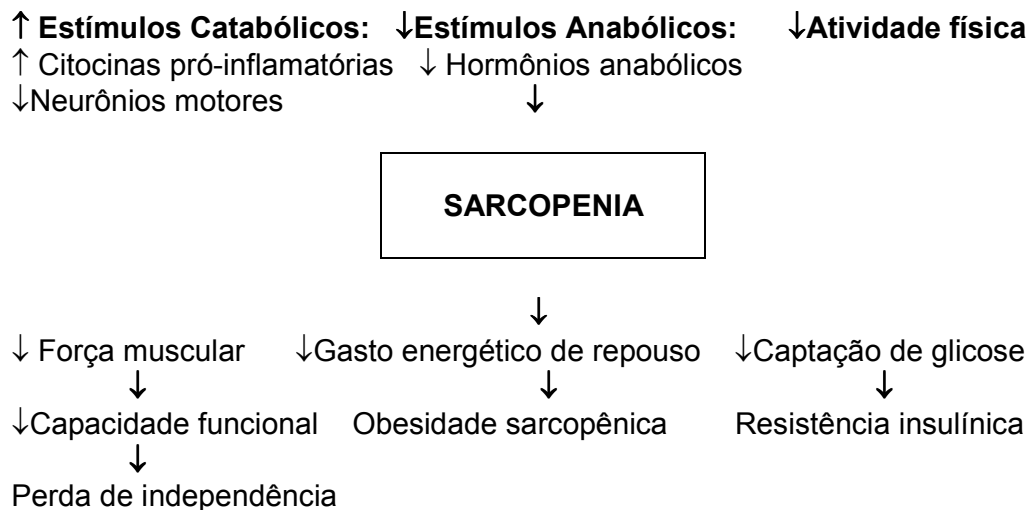 ↑ Estímulos Catabólicos: ↓Estímulos Anabólicos: ↓Atividade física
↑ Citocinas pró-inflamatórias ↓ Hormônios anabólicos
↓Neurônios motores ↓
SARCOPENIA
↓
↓ Força muscular ↓Gasto energético de repouso ↓Captação de glicose
↓ ↓ ↓
↓Capacidade funcional Obesidade sarcopênica Resistência insulínica
↓
Perda de independência